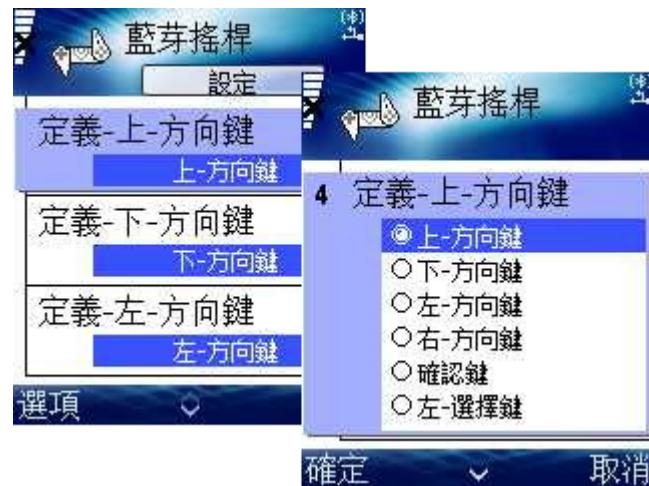 藍芽搖桿
設定
定義-上-方向鍵
上-方向鍵
定義-下-方向鍵
下-方向鍵
定義-左-方向鍵
左-方向鍵
選項
藍芽搖桿
4 定義-上-方向鍵
上-方向鍵
下-方向鍵
左-方向鍵
右-方向鍵
確認鍵
左-選擇鍵
確定
取消